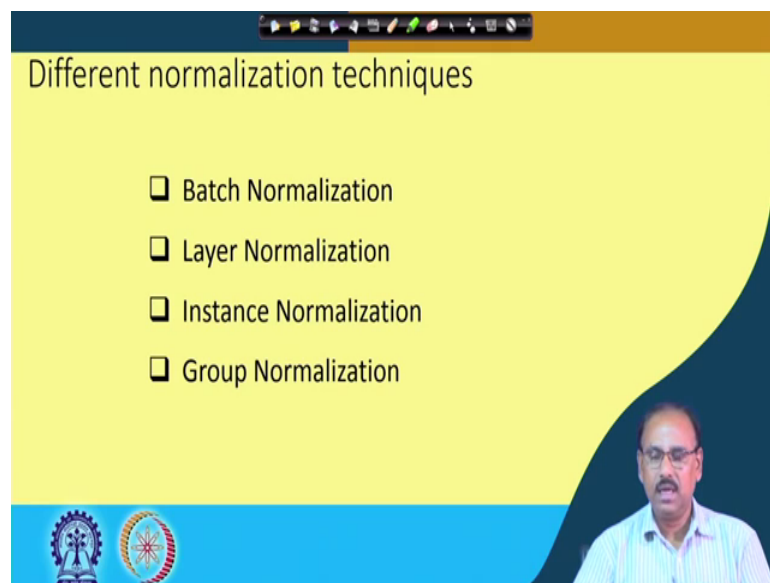 Different normalization techniques
Batch Normalization
Layer Normalization
Instance Normalization
Group Normalization